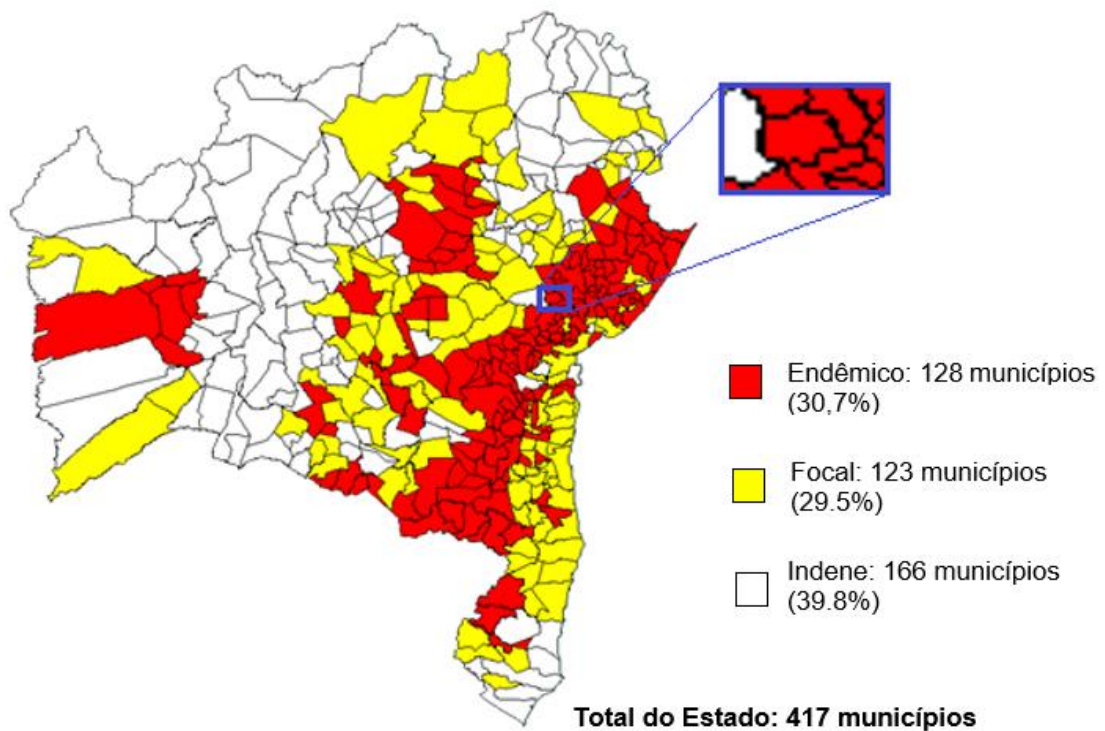 Endêmico: 128 municípios
(30,7%)
Focal: 123 municípios
(29.5%)
Indene: 166 municípios
(39.8%)
Total do Estado: 417 municípios